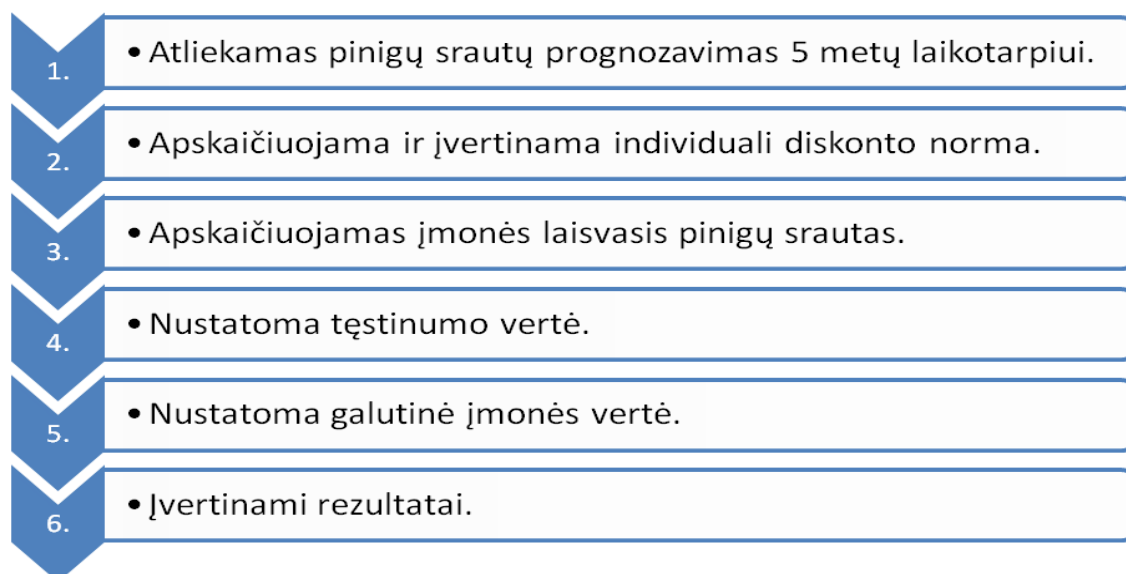 1. • Atliekamas pinigų srautų prognozavimas 5 metų laikotarpiui.
2. • Apskaičiuojama ir įvertinama individuali diskonto norma.
3. • Apskaičiuojamas įmonės laisvasis pinigų srautas.
4. • Nustatoma tęstinumo vertė.
5. • Nustatoma galutinė įmonės vertė.
6. • Įvertinami rezultatai.